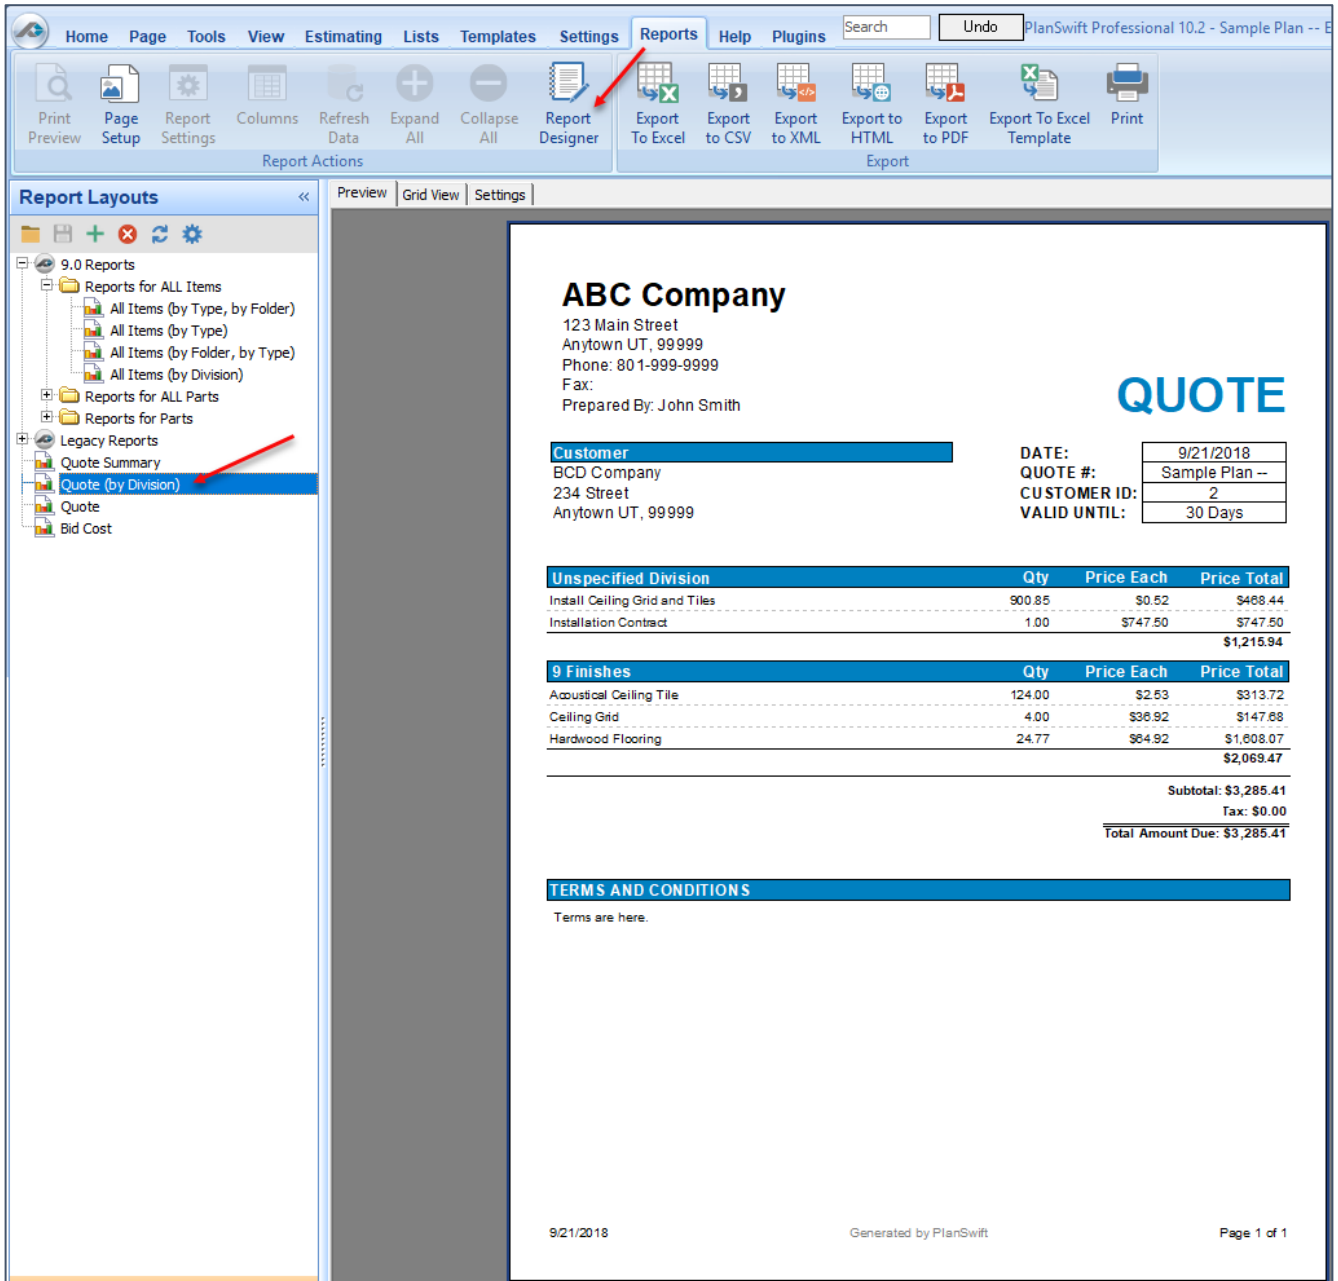 Home Page Tools View Estimating Lists Templates Settings Reports Help Plugins Search Undo PlanSwift Professional 10.2 - Sample Plan -- E
Print Preview
Page Setup
Report Settings
Columns
Refresh Data
Expand All
Collapse All
Report Designer
Export To Excel
Export to CSV
Export to XML
Export to HTML
Export to PDF
Export To Excel Template
Print
Report Actions
Export
Report Layouts «
Preview Grid View Settings
9.0 Reports
Reports for ALL Items
All Items (by Type, by Folder)
All Items (by Type)
All Items (by Folder, by Type)
All Items (by Division)
Reports for ALL Parts
Reports for Parts
Legacy Reports
Quote Summary
Quote (by Division)
Quote
Bid Cost
ABC Company
123 Main Street
Anytown UT, 99999
Phone: 801-999-9999
Fax:
Prepared By: John Smith
QUOTE
Customer
BCD Company
234 Street
Anytown UT, 99999
DATE: 9/21/2018
QUOTE #: Sample Plan --
CUSTOMER ID: 2
VALID UNTIL: 30 Days
Unspecified Division Qty Price Each Price Total
Install Ceiling Grid and Tiles 900.85 $0.52 $468.44
Installation Contract 1.00 $747.50 $747.50
$1,215.94
9 Finishes Qty Price Each Price Total
Acoustical Ceiling Tile 124.00 $2.53 $313.72
Ceiling Grid 4.00 $36.92 $147.68
Hardwood Flooring 24.77 $64.92 $1,608.07
$2,069.47
Subtotal: $3,285.41
Tax: $0.00
Total Amount Due: $3,285.41
TERMS AND CONDITIONS
Terms are here.
9/21/2018 Generated by PlanSwift Page 1 of 1